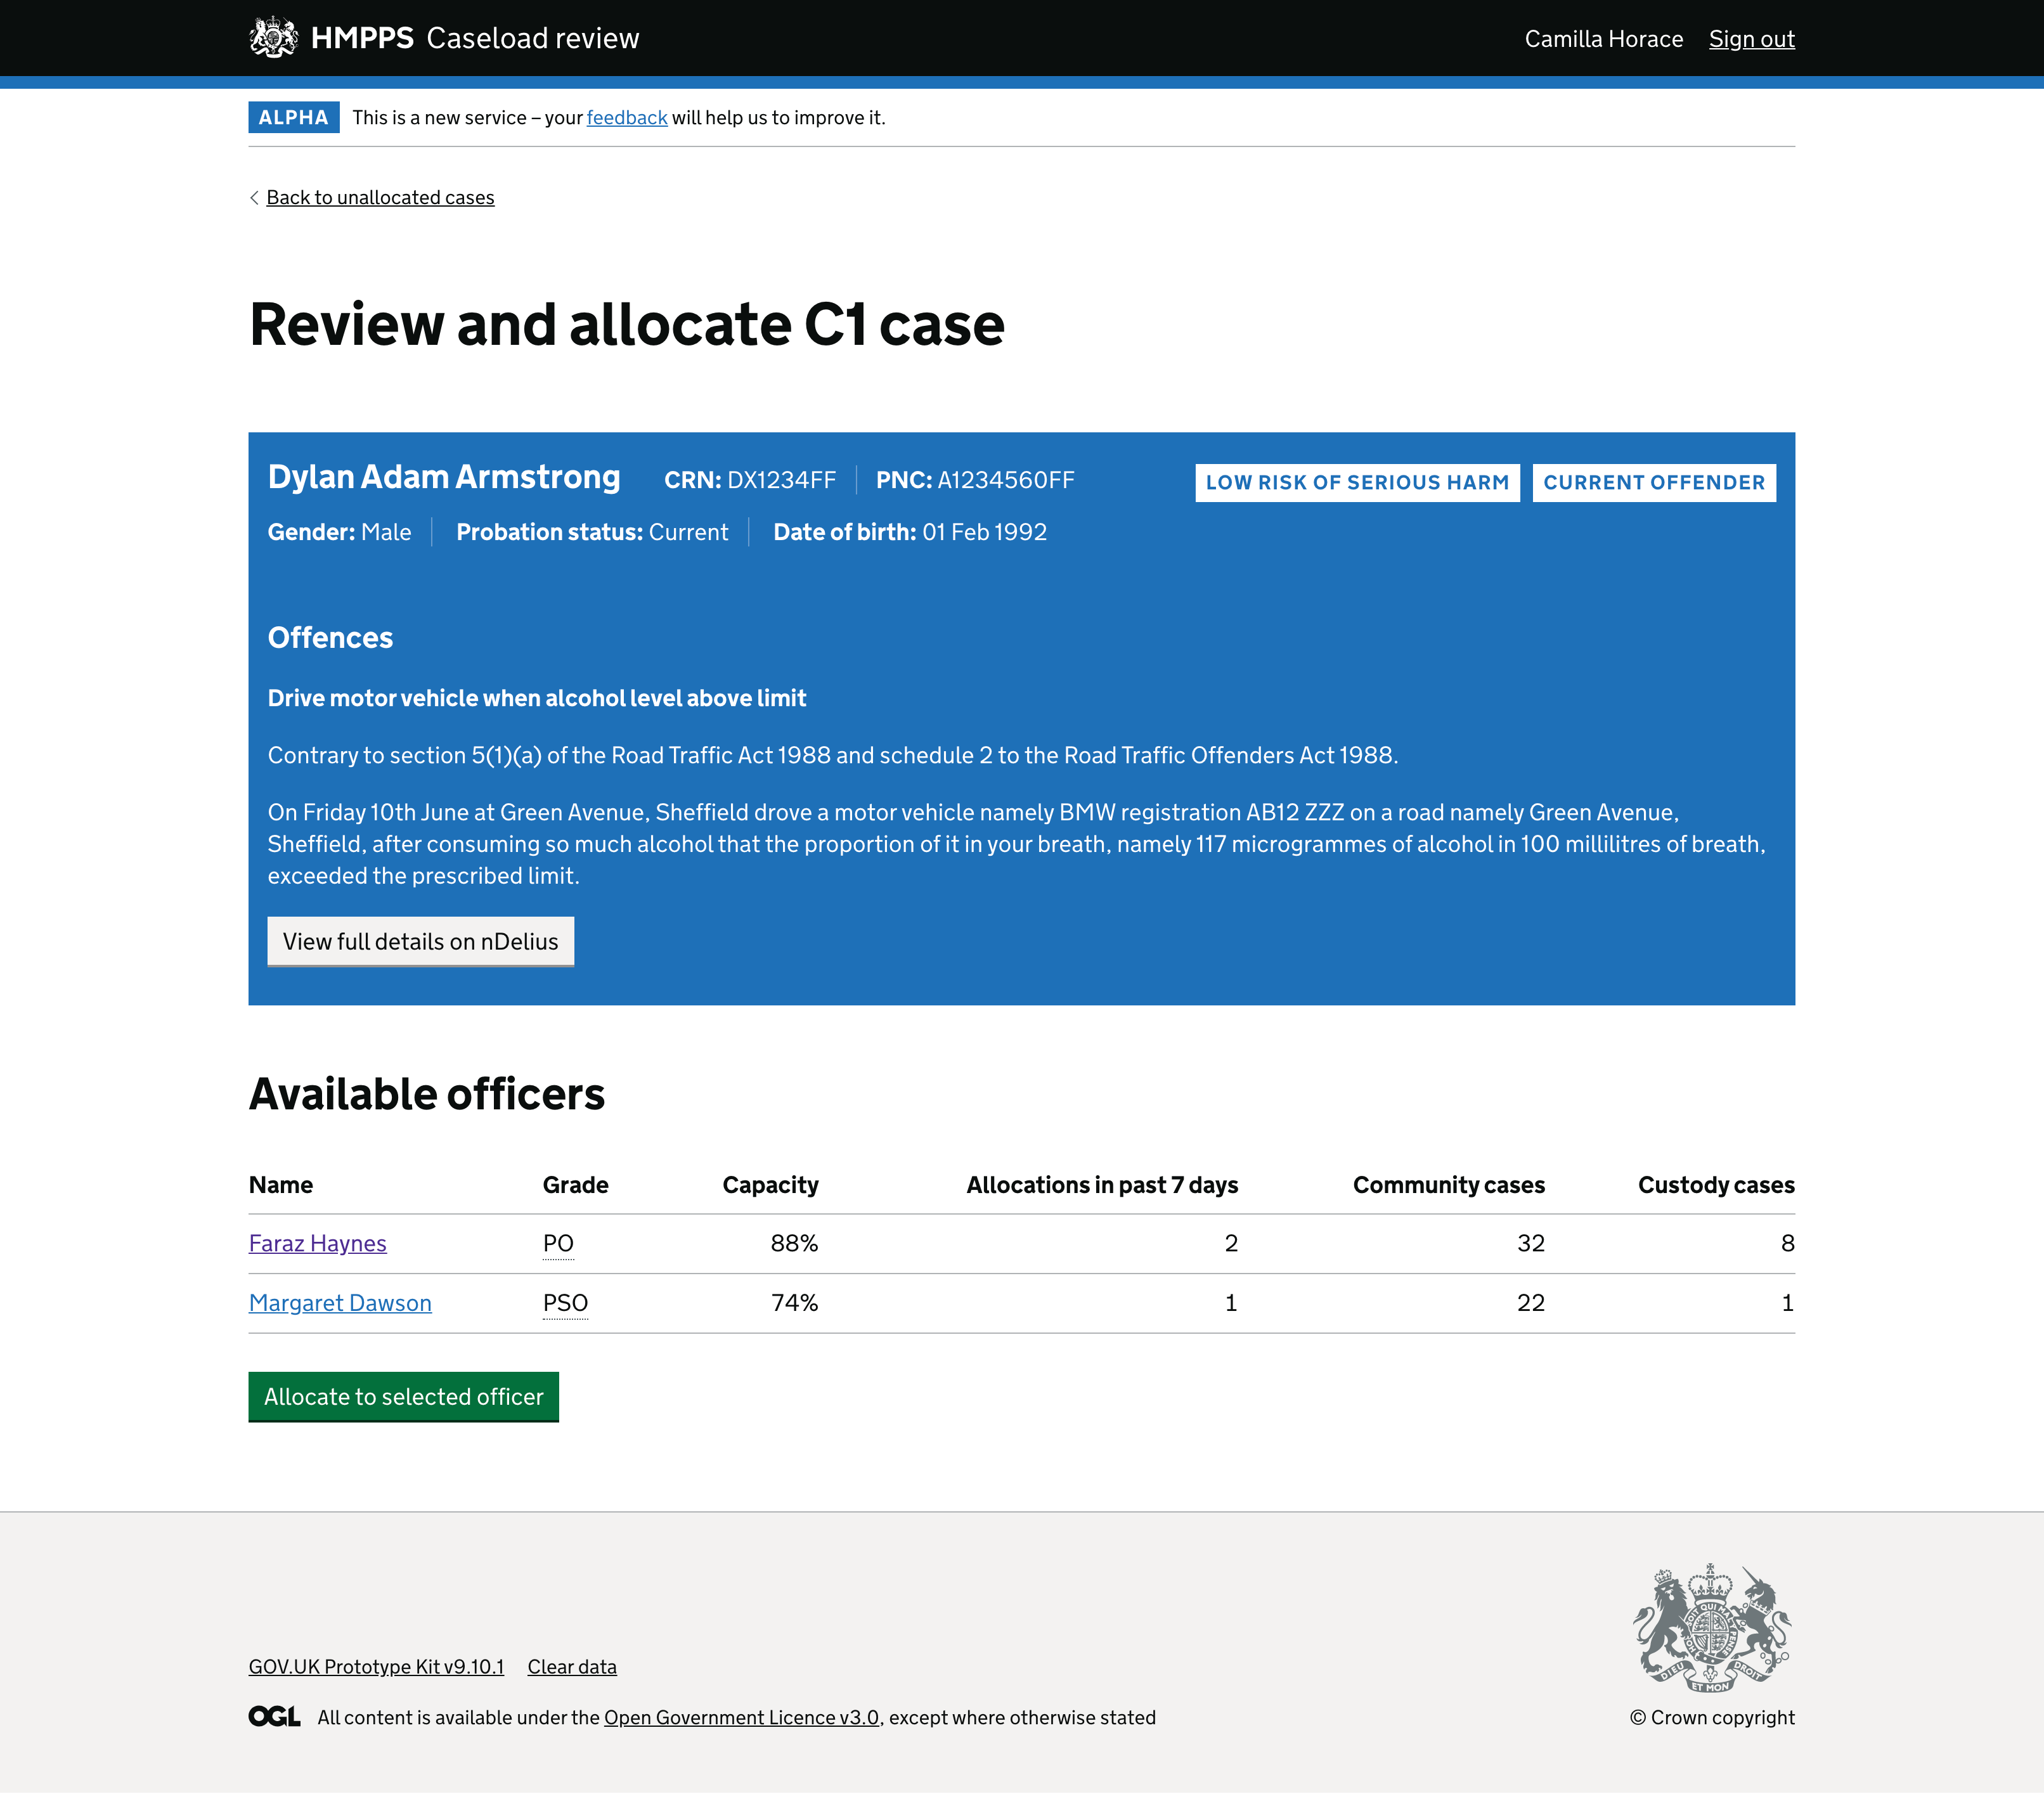 HMPPS Caseload review Camilla Horace Sign out
ALPHA This is a new service – your feedback will help us to improve it.
Back to unallocated cases
Review and allocate C1 case
Dylan Adam Armstrong CRN: DX1234FF PNC: A1234560FF LOW RISK OF SERIOUS HARM CURRENT OFFENDER
Gender: Male Probation status: Current Date of birth: 01 Feb 1992
Offences
Drive motor vehicle when alcohol level above limit
Contrary to section 5(1)(a) of the Road Traffic Act 1988 and schedule 2 to the Road Traffic Offenders Act 1988.
On Friday 10th June at Green Avenue, Sheffield drove a motor vehicle namely BMW registration AB12 ZZZ on a road namely Green Avenue,
Sheffield, after consuming so much alcohol that the proportion of it in your breath, namely 117 microgrammes of alcohol in 100 millilitres of breath,
exceeded the prescribed limit.
View full details on nDelius
Available officers
Name Grade Capacity Allocations in past 7 days Community cases Custody cases
Faraz Haynes PO 88% 2 32 8
Margaret Dawson PSO 74% 1 22 1
Allocate to selected officer
GOV.UK Prototype Kit v9.10.1 Clear data
DIEU ET MON DROIT
OGL All content is available under the Open Government Licence v3.0, except where otherwise stated © Crown copyright